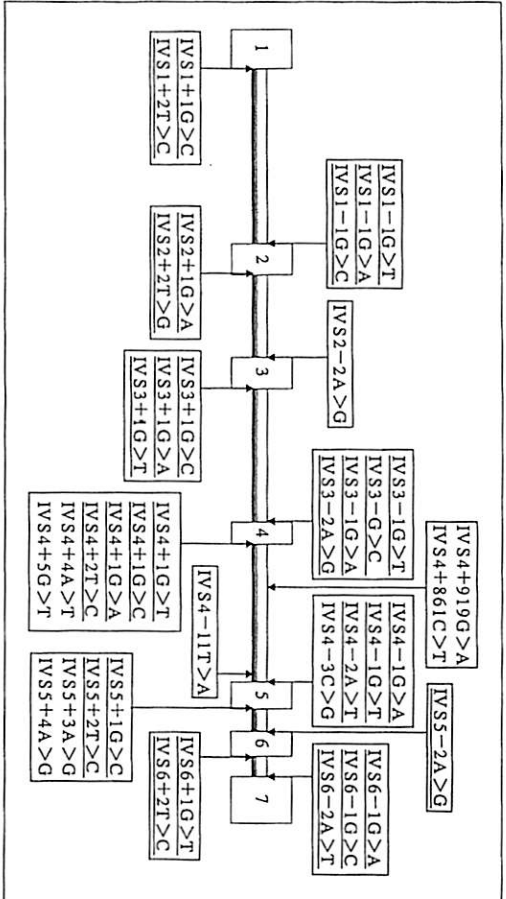 IVS1-1G>T
IVS1-1G>A
IVS1-1G>C
IVS2-2A>G
IVS3-1G>T
IVS3-G>C
IVS3-1G>A
IVS3-2A>G
IVS4+919G>A
IVS4+861C>T
IVS4-1G>A
IVS4-1G>T
IVS4-2A>T
IVS4-3C>G
IVS5-2A>G
IVS6-1G>A
IVS6-1G>C
IVS6-2A>T
1
2
3
4
5
6
7
IVS1+1G>C
IVS1+2T>C
IVS2+1G>A
IVS2+2T>G
IVS3+1G>C
IVS3+1G>A
IVS3+1G>T
IVS4+1G>T
IVS4+1G>C
IVS4+1G>A
IVS4+2T>C
IVS4+4A>T
IVS4+5G>T
IVS4-11T>A
IVS5+1G>C
IVS5+2T>C
IVS5+3A>G
IVS5+4A>G
IVS6+1G>T
IVS6+2T>C